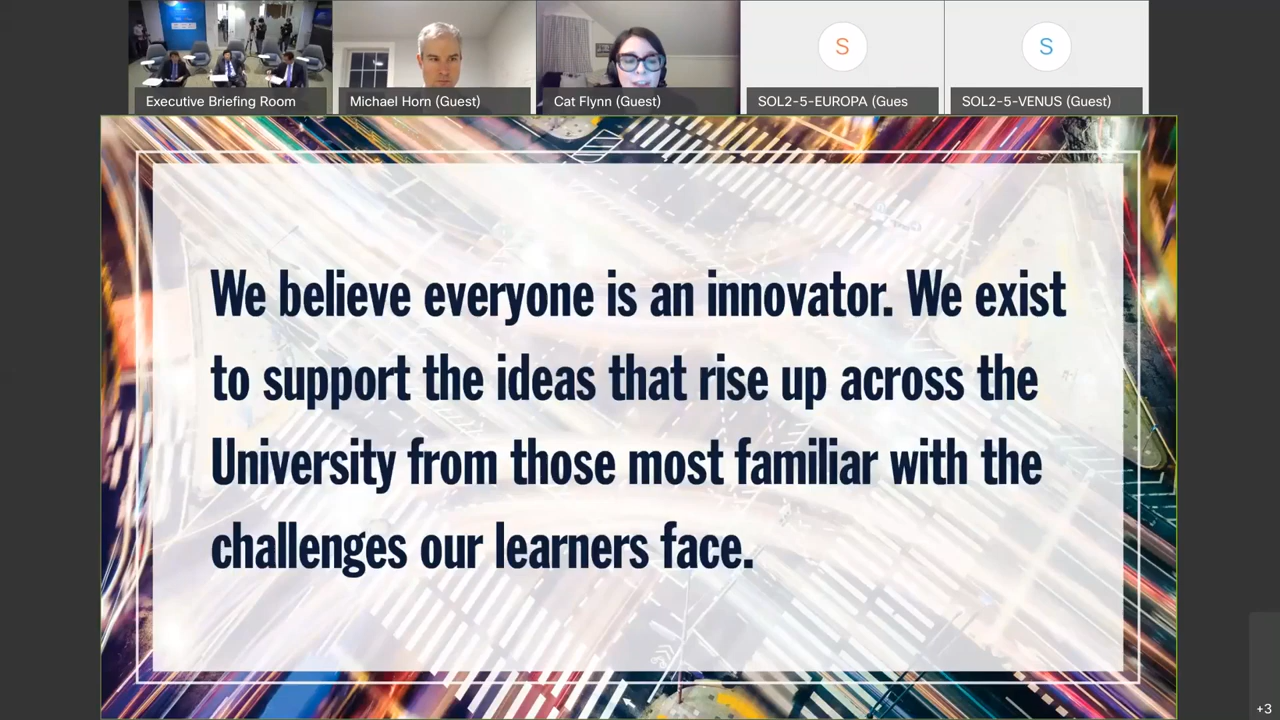 Executive Briefing Room
Michael Horn (Guest)
Cat Flynn (Guest)
S
SOL2-5-EUROPA (Gues
S
SOL2-5-VENUS (Guest)
We believe everyone is an innovator. We exist
to support the ideas that rise up across the
University from those most familiar with the
challenges our learners face.
+3